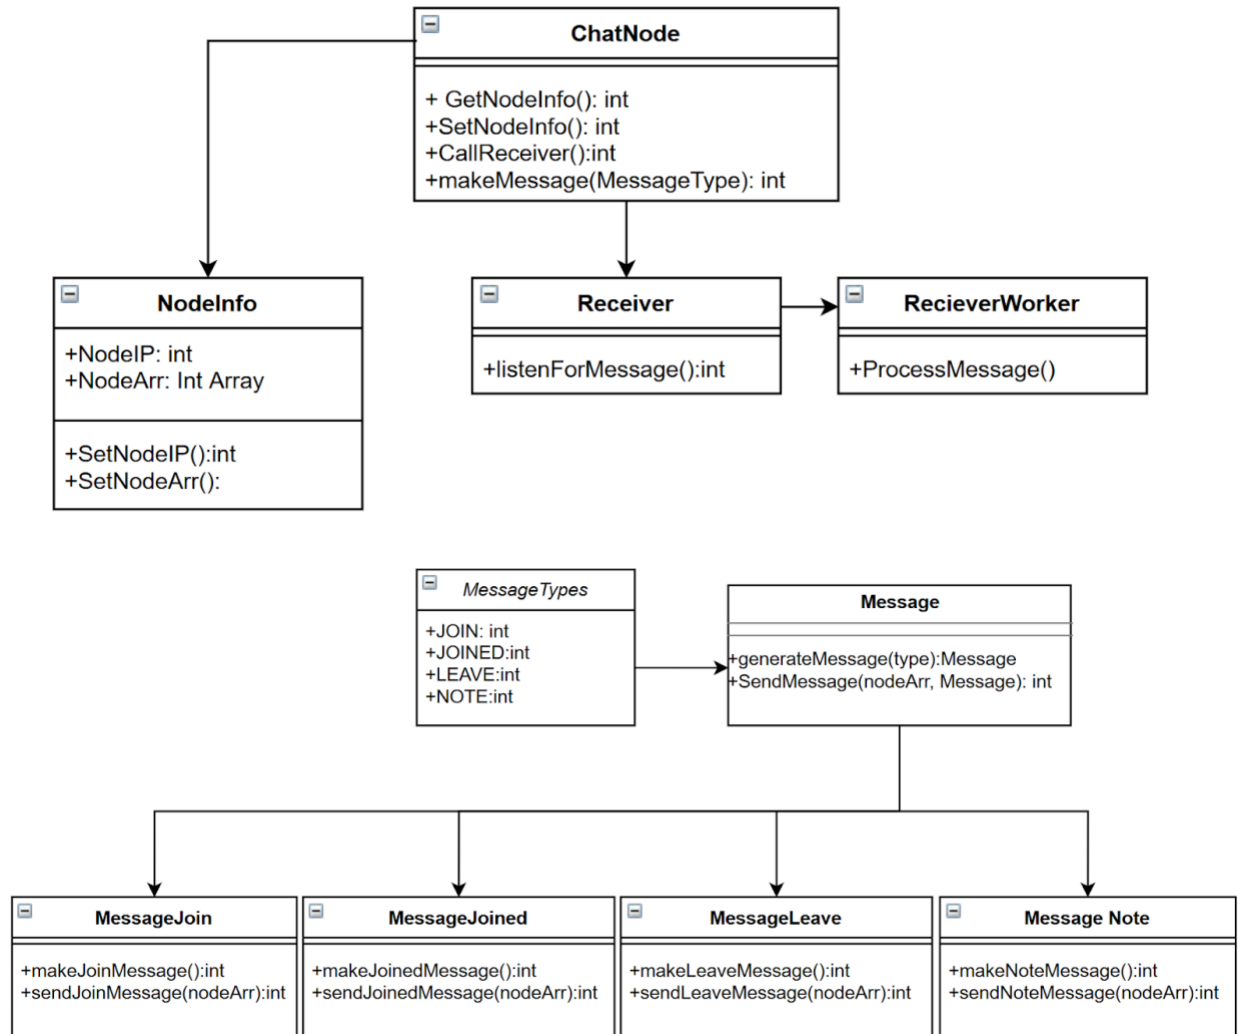 ChatNode
+ GetNodeInfo(): int
+SetNodeInfo(): int
+CallReceiver():int
+makeMessage(MessageType): int
NodeInfo
+NodeIP: int
+NodeArr: Int Array
+SetNodeIP():int
+SetNodeArr():
Receiver
+listenForMessage():int
RecieverWorker
+ProcessMessage()
MessageTypes
+JOIN: int
+JOINED:int
+LEAVE:int
+NOTE:int
Message
+generateMessage(type):Message
+SendMessage(nodeArr, Message): int
MessageJoin
+makeJoinMessage():int
+sendJoinMessage(nodeArr):int
MessageJoined
+makeJoinedMessage():int
+sendJoinedMessage(nodeArr):int
MessageLeave
+makeLeaveMessage():int
+sendLeaveMessage(nodeArr):int
Message Note
+makeNoteMessage():int
+sendNoteMessage(nodeArr):int